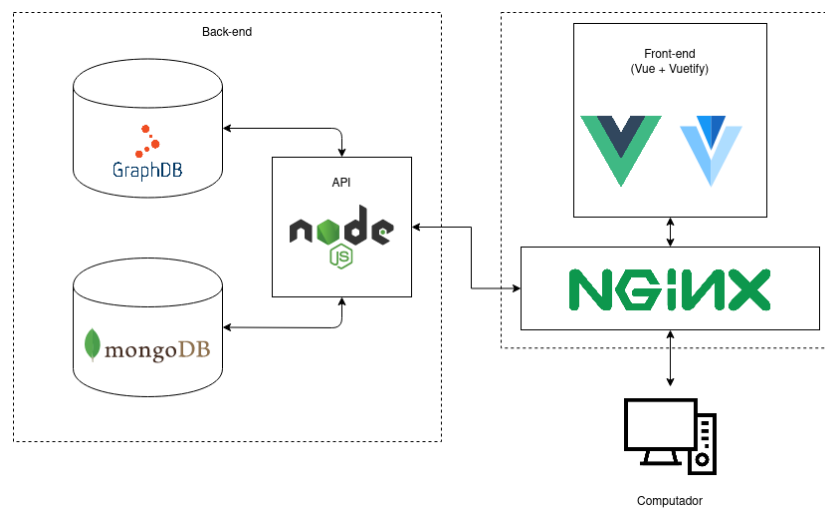 Back-end
GraphDB
API
node
JS
mongoDB
Front-end
(Vue + Vuetify)
NGINX
Computador